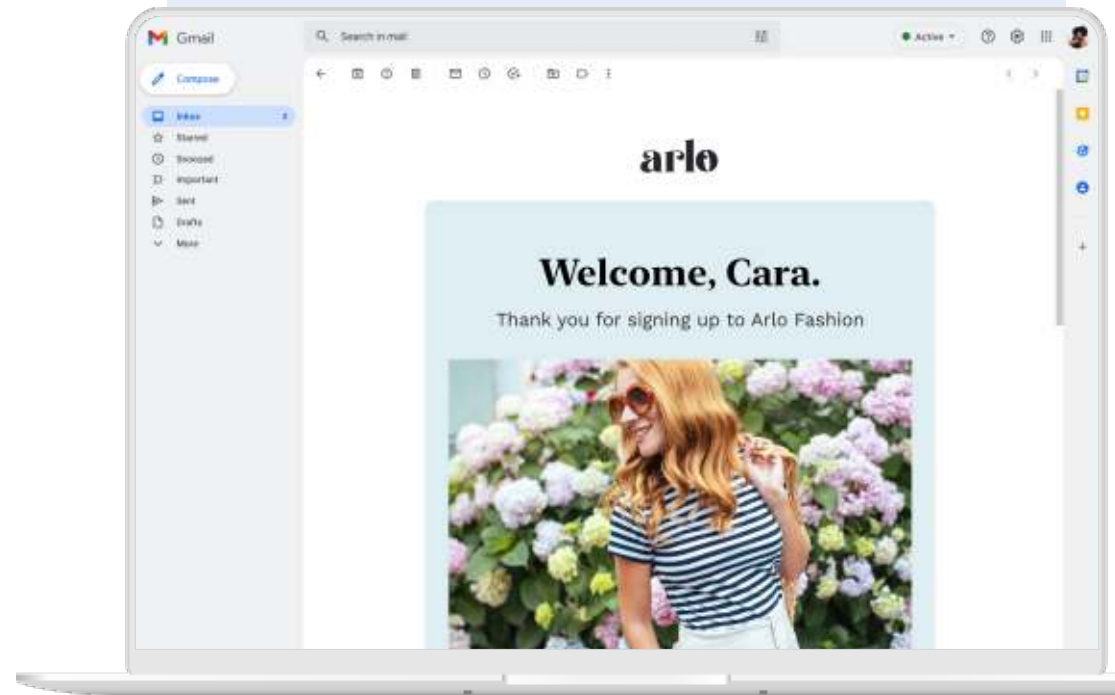 Gmail
Search in mail
Active
Compose
Inbox
Starred
Snoozed
Important
Sent
Drafts
More
arlo
Welcome, Cara.
Thank you for signing up to Arlo Fashion